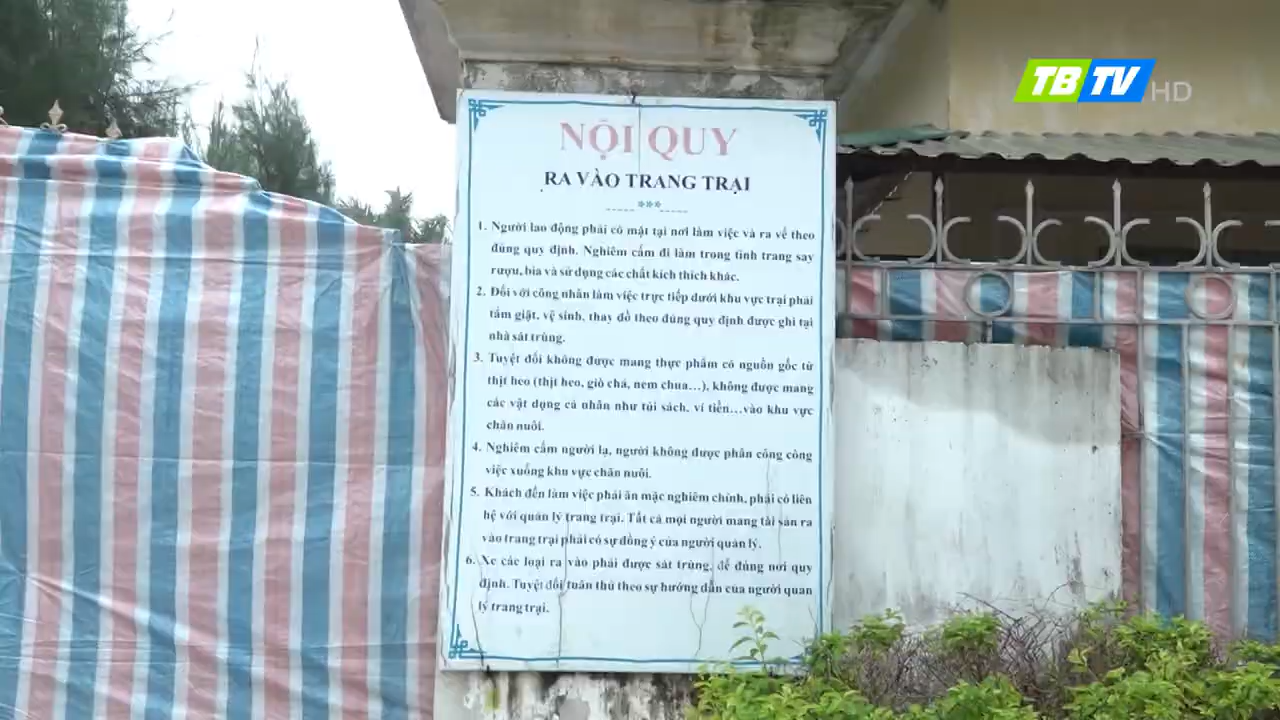 TBTV HD
NỘI QUY
RA VÀO TRANG TRẠI
-----***-----
1. Người lao động phải có mặt tại nơi làm việc và ra về theo
đúng quy định. Nghiêm cấm đi làm trong tình trang say
rượu, bia và sử dụng các chất kích thích khác.
2. Đối với công nhân làm việc trực tiếp dưới khu vực trại phải
tắm giặt, vệ sinh, thay đồ theo đúng quy định được ghi tại
nhà sát trùng.
3. Tuyệt đối không được mang thực phẩm có nguồn gốc từ
thịt heo (thịt heo, giò chả, nem chua...), không được mang
các vật dụng cá nhân như túi sách, ví tiền...vào khu vực
chăn nuôi.
4. Nghiêm cấm người lạ, người không được phân công công
việc xuống khu vực chăn nuôi.
5. Khách đến làm việc phải ăn mặc nghiêm chỉnh, phải có liên
hệ với quản lý trang trại. Tất cả mọi người mang tài sản ra
vào trang trại phải có sự đồng ý của người quản lý.
6. Xe các loại ra vào phải được sát trùng, để đúng nơi quy
định. Tuyệt đối tuân thủ theo sự hướng dẫn của người quản
lý trang trại.